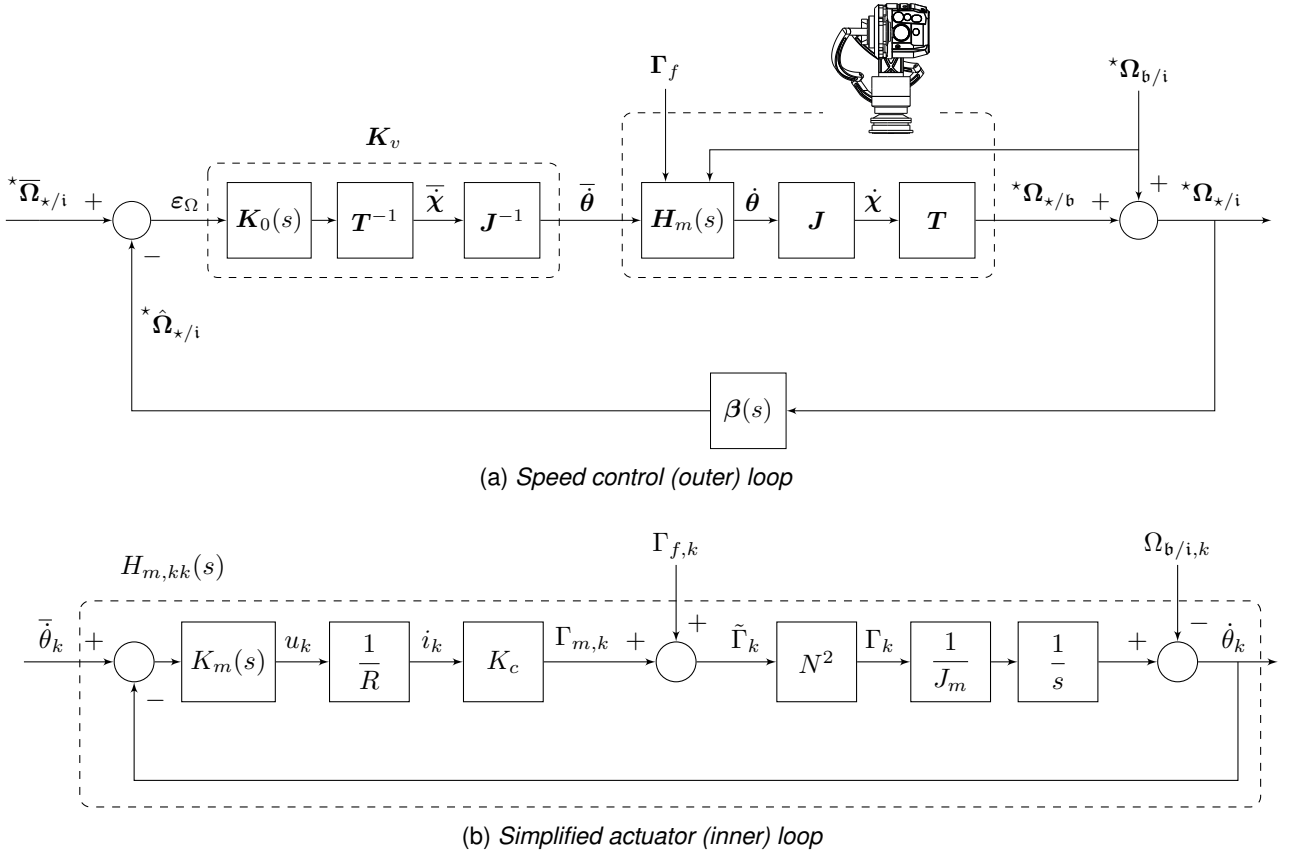 𝚪_f
*𝛀_𝔟/𝔦
𝑲_v
*𝛀̅_⋆/𝔦 + 𝜺_Ω 𝑲_0(s) 𝑻^−1 𝝌̇̅ 𝑱^−1 𝜽̇̅ 𝑯_m(s) 𝜽̇ 𝑱 𝝌̇ 𝑻 *𝛀_⋆/𝔟 + + *𝛀_⋆/𝔦
−
*𝛀̂_⋆/𝔦
𝜷(s)
(a) Speed control (outer) loop
Γ_f,k Ω_𝔟/𝔦,k
H_m,kk(s)
θ̇̅_k + K_m(s) u_k 1/R i_k K_c Γ_m,k + + Γ̃_k N^2 Γ_k 1/J_m 1/s + − θ̇_k
−
(b) Simplified actuator (inner) loop